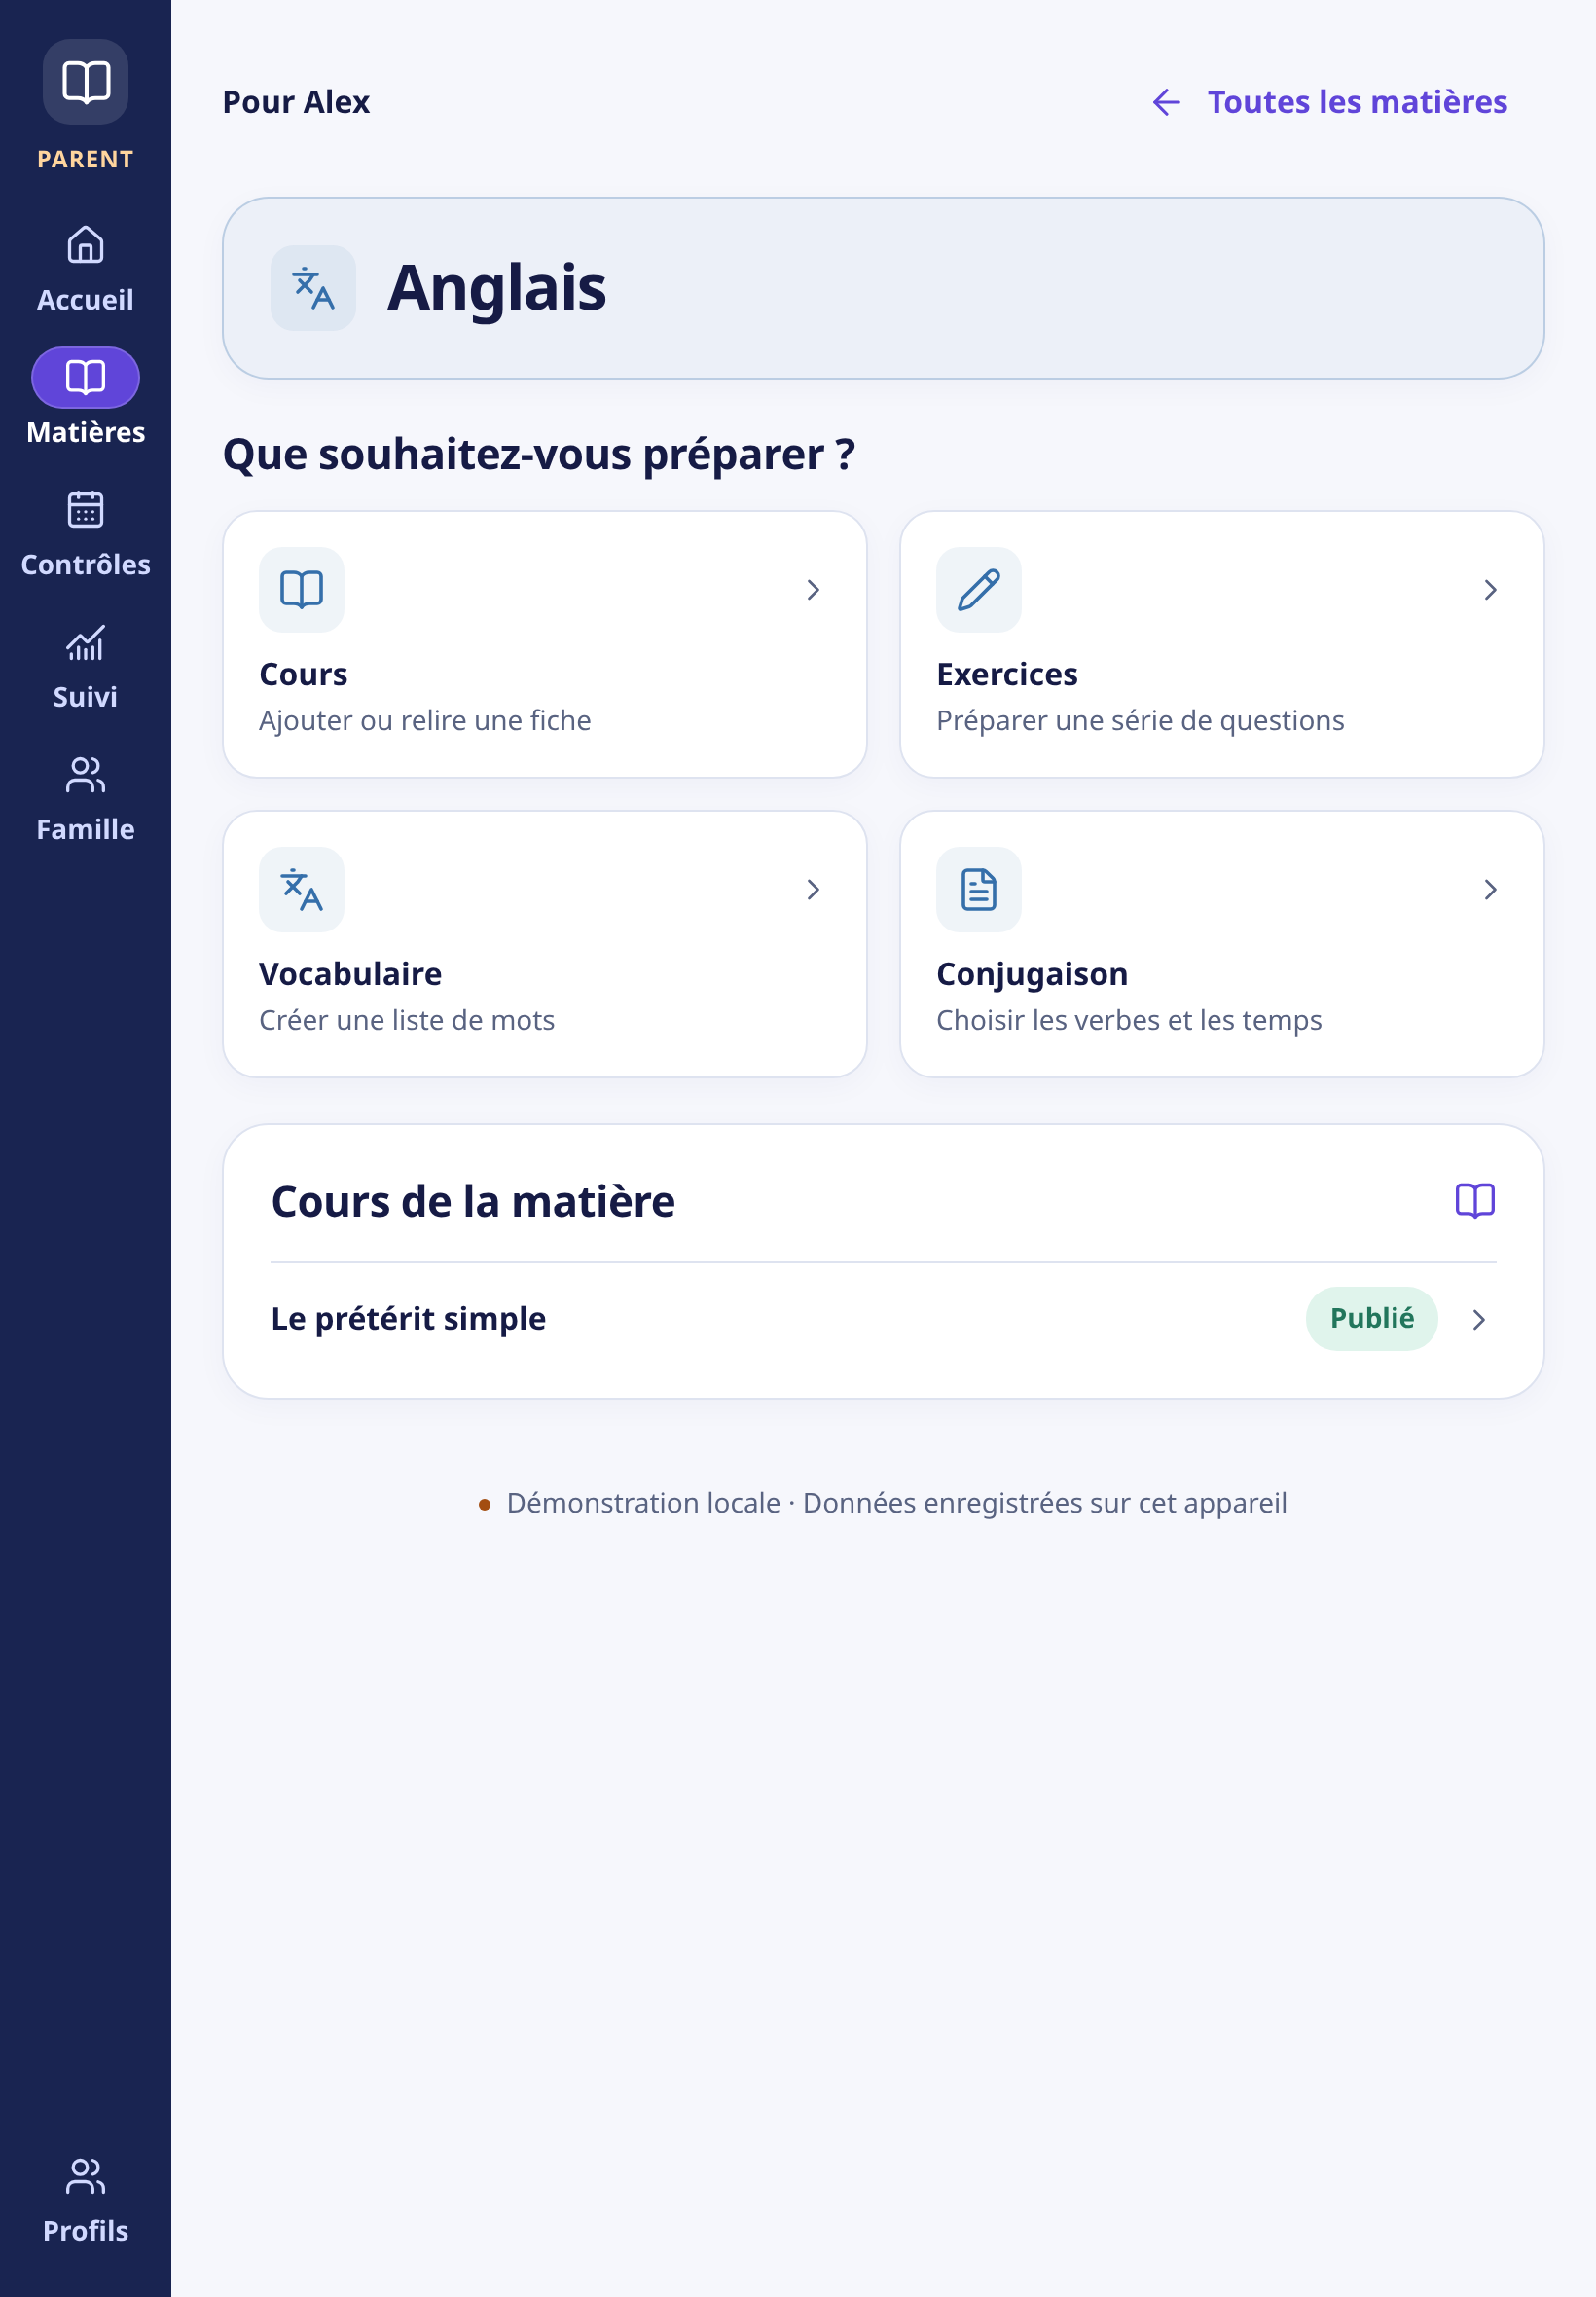 PARENT
Accueil
Matières
Contrôles
Suivi
Famille
Profils
Pour Alex
Toutes les matières
Anglais
Que souhaitez-vous préparer ?
Cours
Ajouter ou relire une fiche
Exercices
Préparer une série de questions
Vocabulaire
Créer une liste de mots
Conjugaison
Choisir les verbes et les temps
Cours de la matière
Le prétérit simple
Publié
Démonstration locale · Données enregistrées sur cet appareil